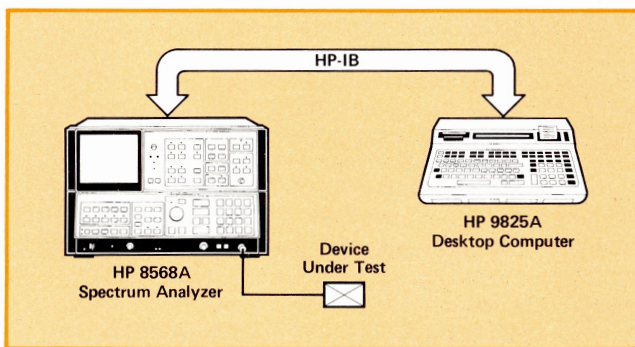 HP-IB
HP 8568A
Spectrum Analyzer
Device
Under Test
HP 9825A
Desktop Computer